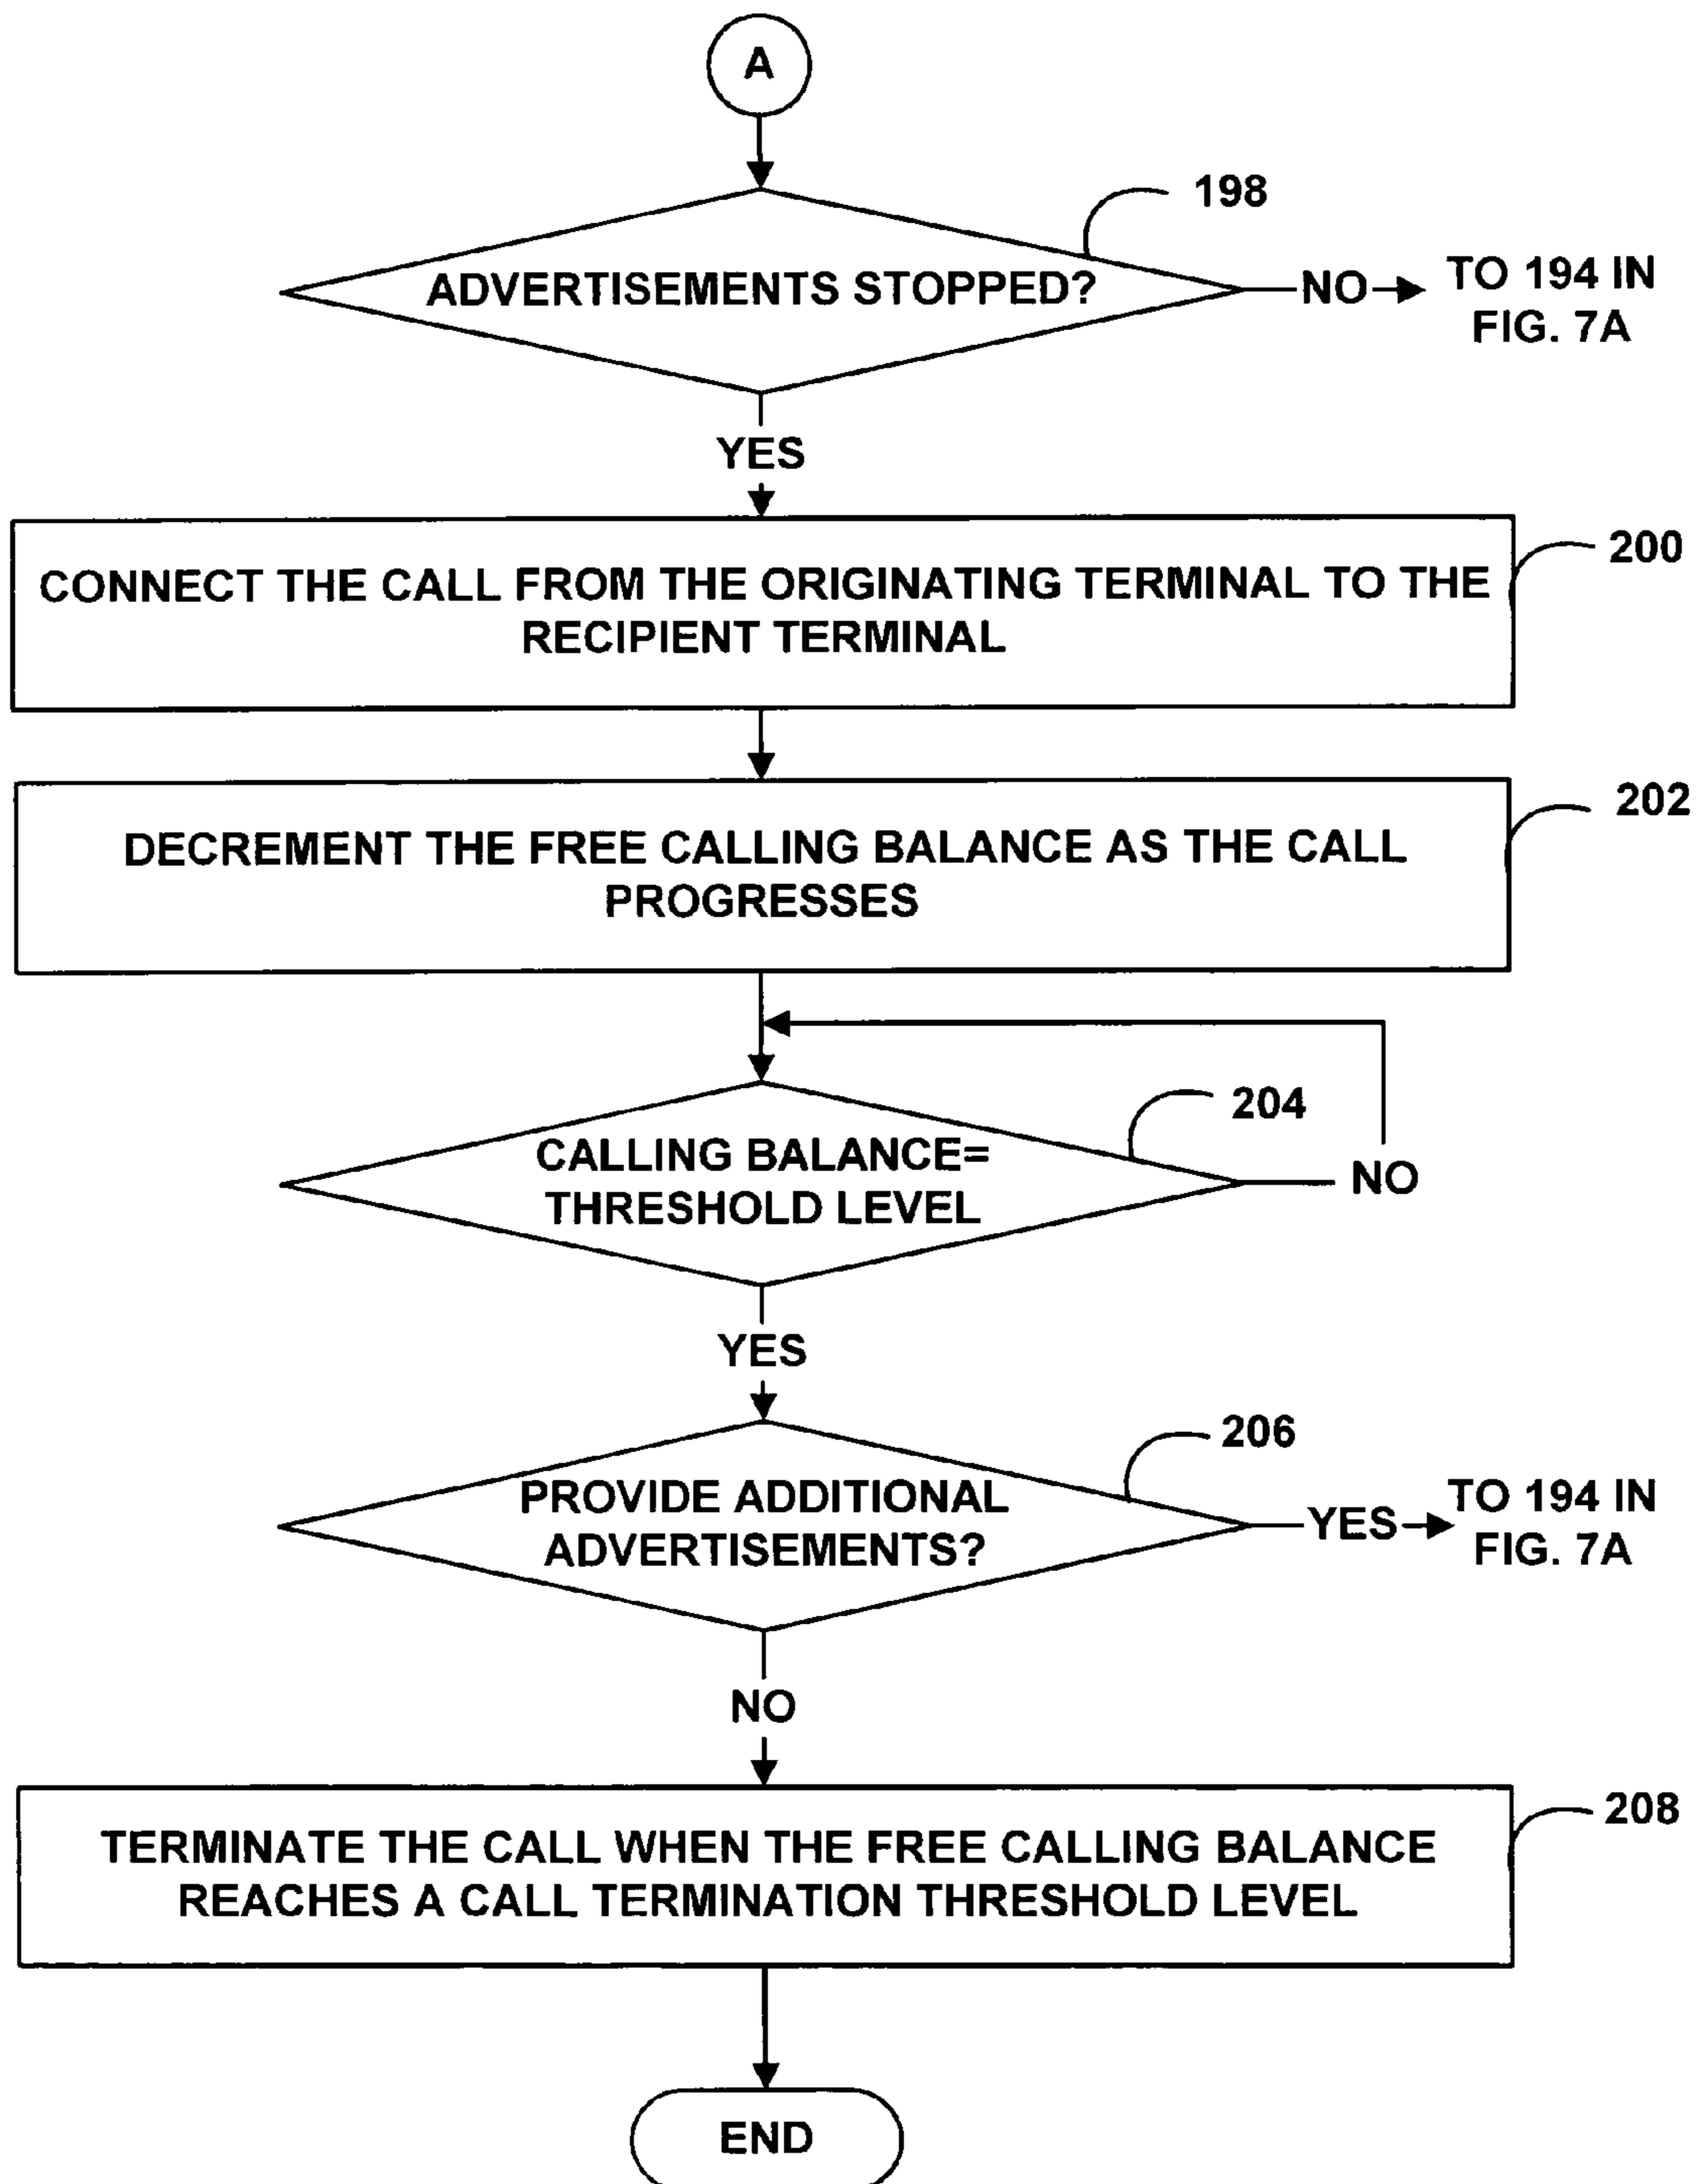 A
198
ADVERTISEMENTS STOPPED?
NO
TO 194 IN
FIG. 7A
YES
200
CONNECT THE CALL FROM THE ORIGINATING TERMINAL TO THE
RECIPIENT TERMINAL
202
DECREMENT THE FREE CALLING BALANCE AS THE CALL
PROGRESSES
204
CALLING BALANCE=
THRESHOLD LEVEL
NO
YES
206
PROVIDE ADDITIONAL
ADVERTISEMENTS?
YES
TO 194 IN
FIG. 7A
NO
208
TERMINATE THE CALL WHEN THE FREE CALLING BALANCE
REACHES A CALL TERMINATION THRESHOLD LEVEL
END